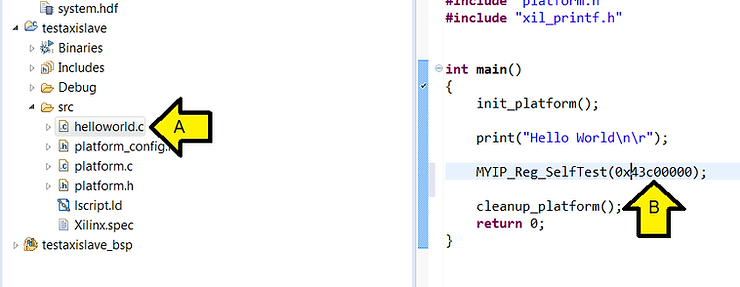 system.hdf
testaxislave
Binaries
Includes
Debug
src
helloworld.c
A
platform_config.
platform.c
platform.h
lscript.ld
Xilinx.spec
testaxislave_bsp
#include "platform.h"
#include "xil_printf.h"
int main()
{
init_platform();
print("Hello World\n\r");
MYIP_Reg_SelfTest(0x43c00000);
B
cleanup_platform();
return 0;
}